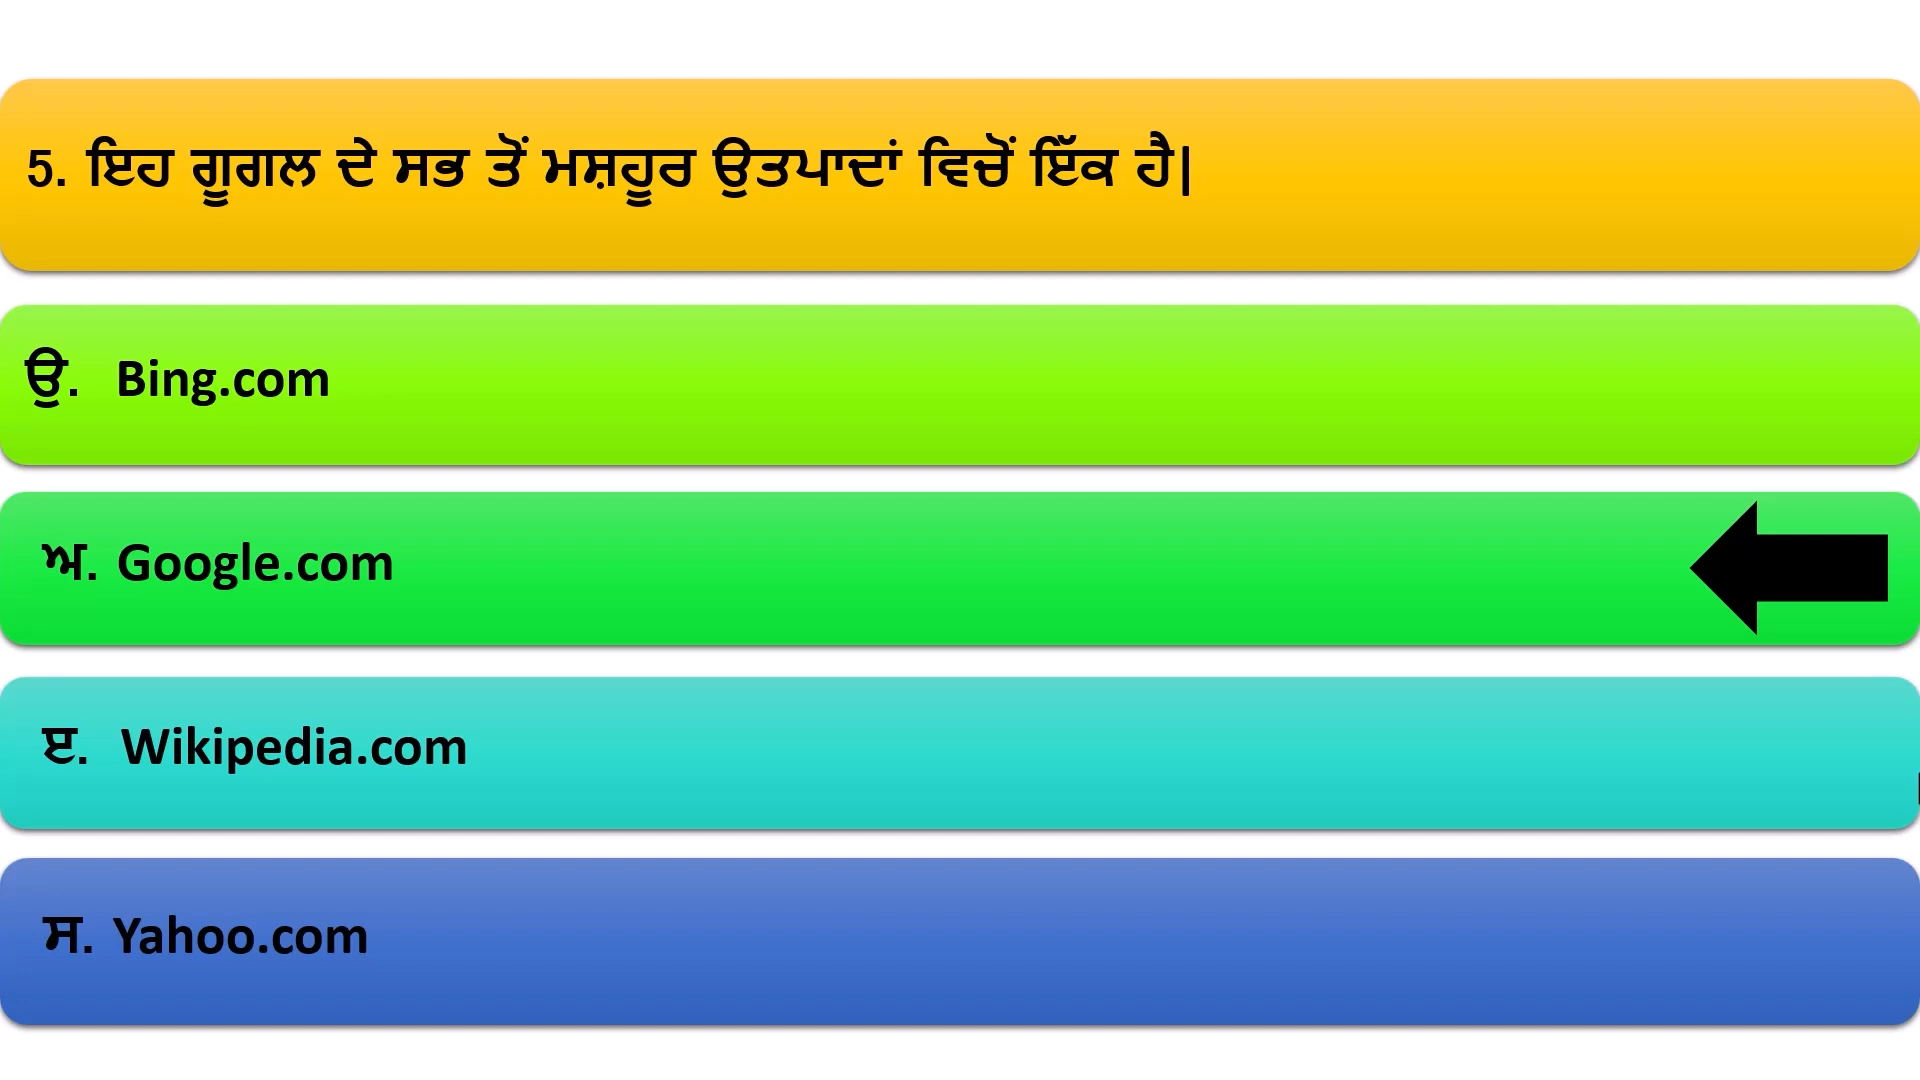 5. ਇਹ ਗੂਗਲ ਦੇ ਸਭ ਤੋਂ ਮਸ਼ਹੂਰ ਉਤਪਾਦਾਂ ਵਿਚੋਂ ਇੱਕ ਹੈ|
ਉ. Bing.com
ਅ. Google.com
ੲ. Wikipedia.com
ਸ. Yahoo.com